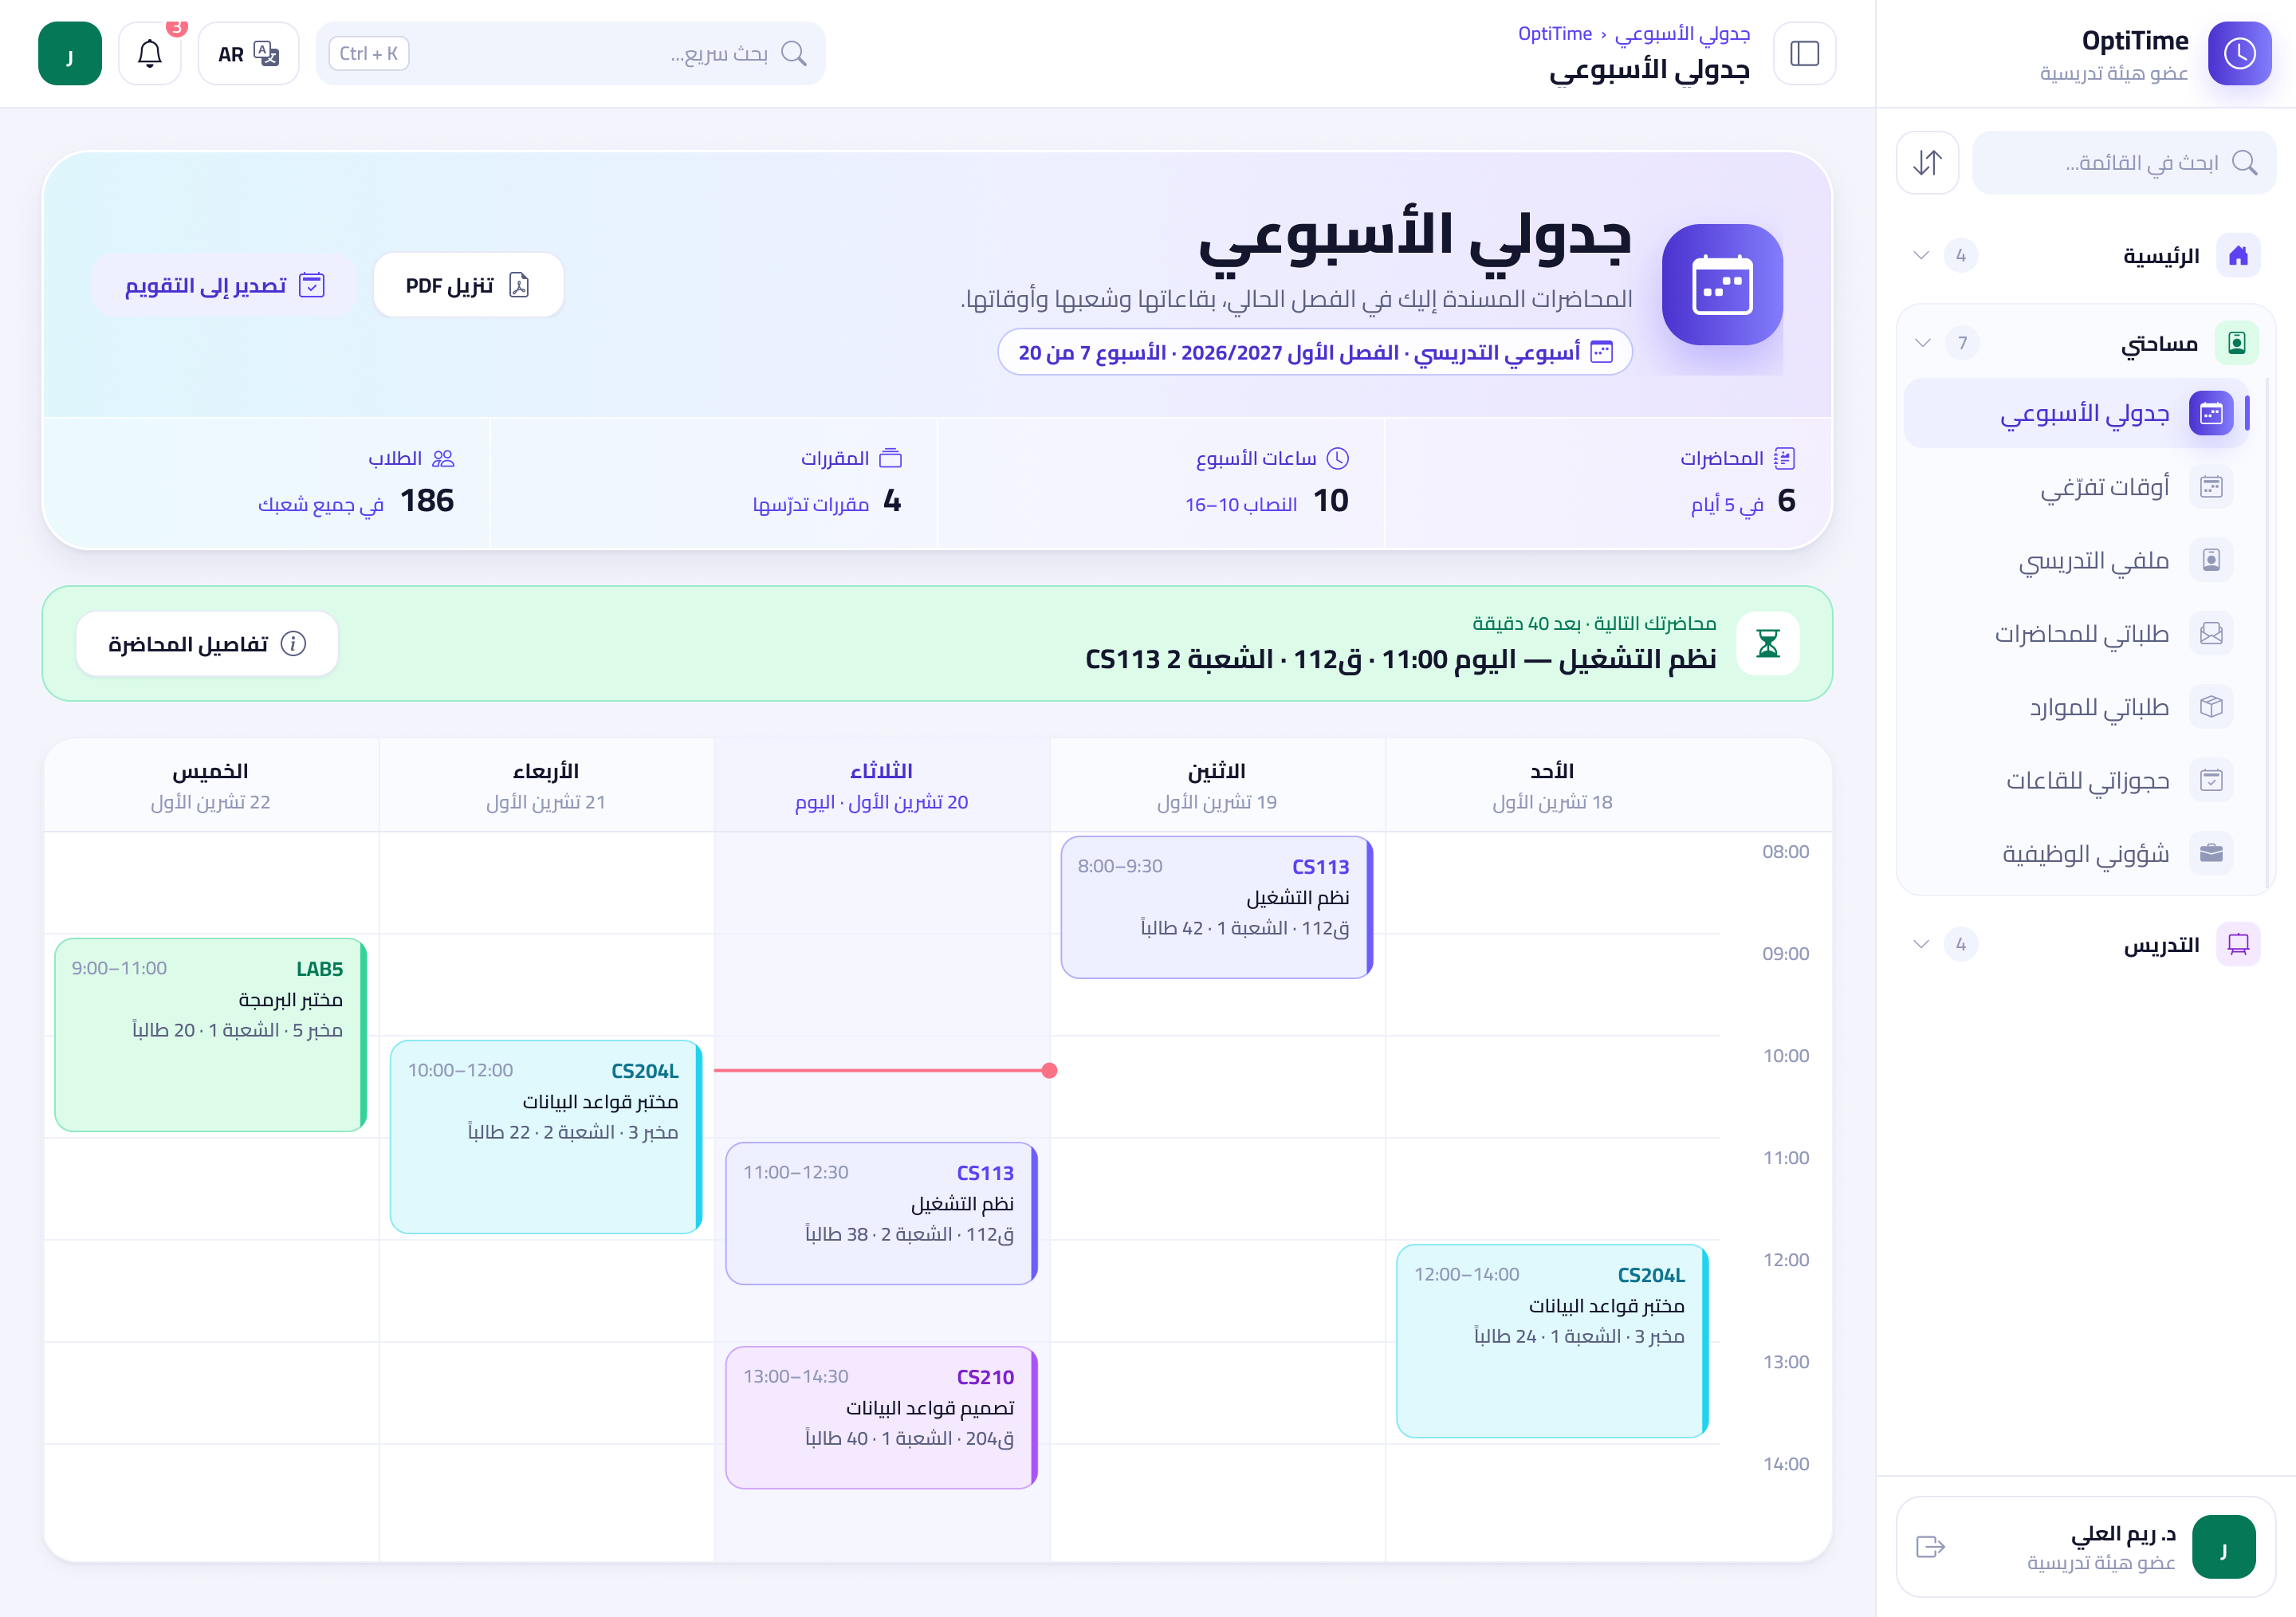 OptiTime
عضو هيئة تدريسية
ابحث في القائمة...
الرئيسية 4
مساحتي 7
جدولي الأسبوعي
أوقات تفرّغي
ملفي التدريسي
طلباتي للمحاضرات
طلباتي للموارد
حجوزاتي للقاعات
شؤوني الوظيفية
التدريس 4
د. ريم العلي
عضو هيئة تدريسية
ر
جدولي الأسبوعي › OptiTime
جدولي الأسبوعي
بحث سريع...
Ctrl + K
AR
3
ر
جدولي الأسبوعي
المحاضرات المسندة إليك في الفصل الحالي، بقاعاتها وشعبها وأوقاتها.
أسبوعي التدريسي · الفصل الأول 2026/2027 · الأسبوع 7 من 20
تنزيل PDF
تصدير إلى التقويم
المحاضرات
6 في 5 أيام
ساعات الأسبوع
10 النصاب 10–16
المقررات
4 مقررات تدرّسها
الطلاب
186 في جميع شعبك
محاضرتك التالية · بعد 40 دقيقة
نظم التشغيل — اليوم 11:00 · ق112 · الشعبة 2 CS113
تفاصيل المحاضرة
الأحد
18 تشرين الأول
الاثنين
19 تشرين الأول
الثلاثاء
20 تشرين الأول · اليوم
الأربعاء
21 تشرين الأول
الخميس
22 تشرين الأول
08:00
09:00
10:00
11:00
12:00
13:00
14:00
CS204L 12:00–14:00
مختبر قواعد البيانات
مخبر 3 · الشعبة 1 · 24 طالباً
CS113 8:00–9:30
نظم التشغيل
ق112 · الشعبة 1 · 42 طالباً
CS113 11:00–12:30
نظم التشغيل
ق112 · الشعبة 2 · 38 طالباً
CS210 13:00–14:30
تصميم قواعد البيانات
ق204 · الشعبة 1 · 40 طالباً
CS204L 10:00–12:00
مختبر قواعد البيانات
مخبر 3 · الشعبة 2 · 22 طالباً
LAB5 9:00–11:00
مختبر البرمجة
مخبر 5 · الشعبة 1 · 20 طالباً